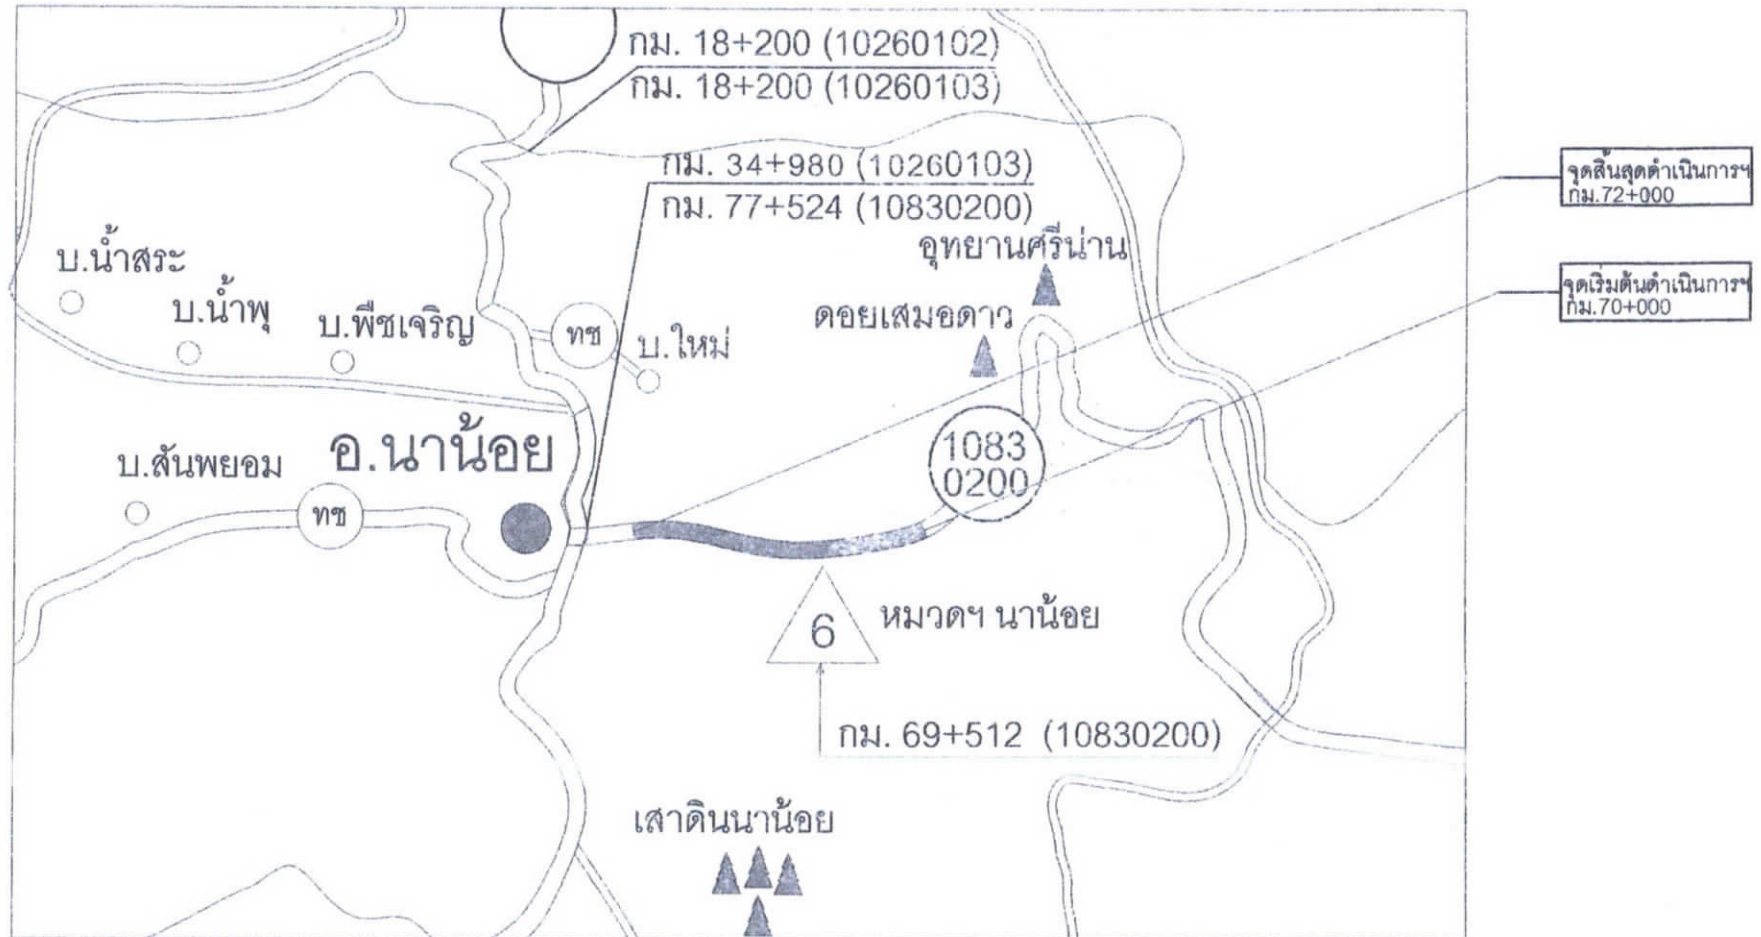 กม. 18+200 (10260102)
กม. 18+200 (10260103)
กม. 34+980 (10260103)
กม. 77+524 (10830200)
จุดสิ้นสุดดำเนินการฯ
กม.72+000
อุทยานศรีน่าน
บ.น้ำสระ
จุดเริ่มต้นดำเนินการฯ
กม.70+000
บ.น้ำพุ
บ.พืชเจริญ
ทช
บ.ใหม่
ดอยเสมอดาว
อ.นาน้อย
บ.สันพยอม
ทช
1083
0200
6
หมวดฯ นาน้อย
กม. 69+512 (10830200)
เสาดินนาน้อย